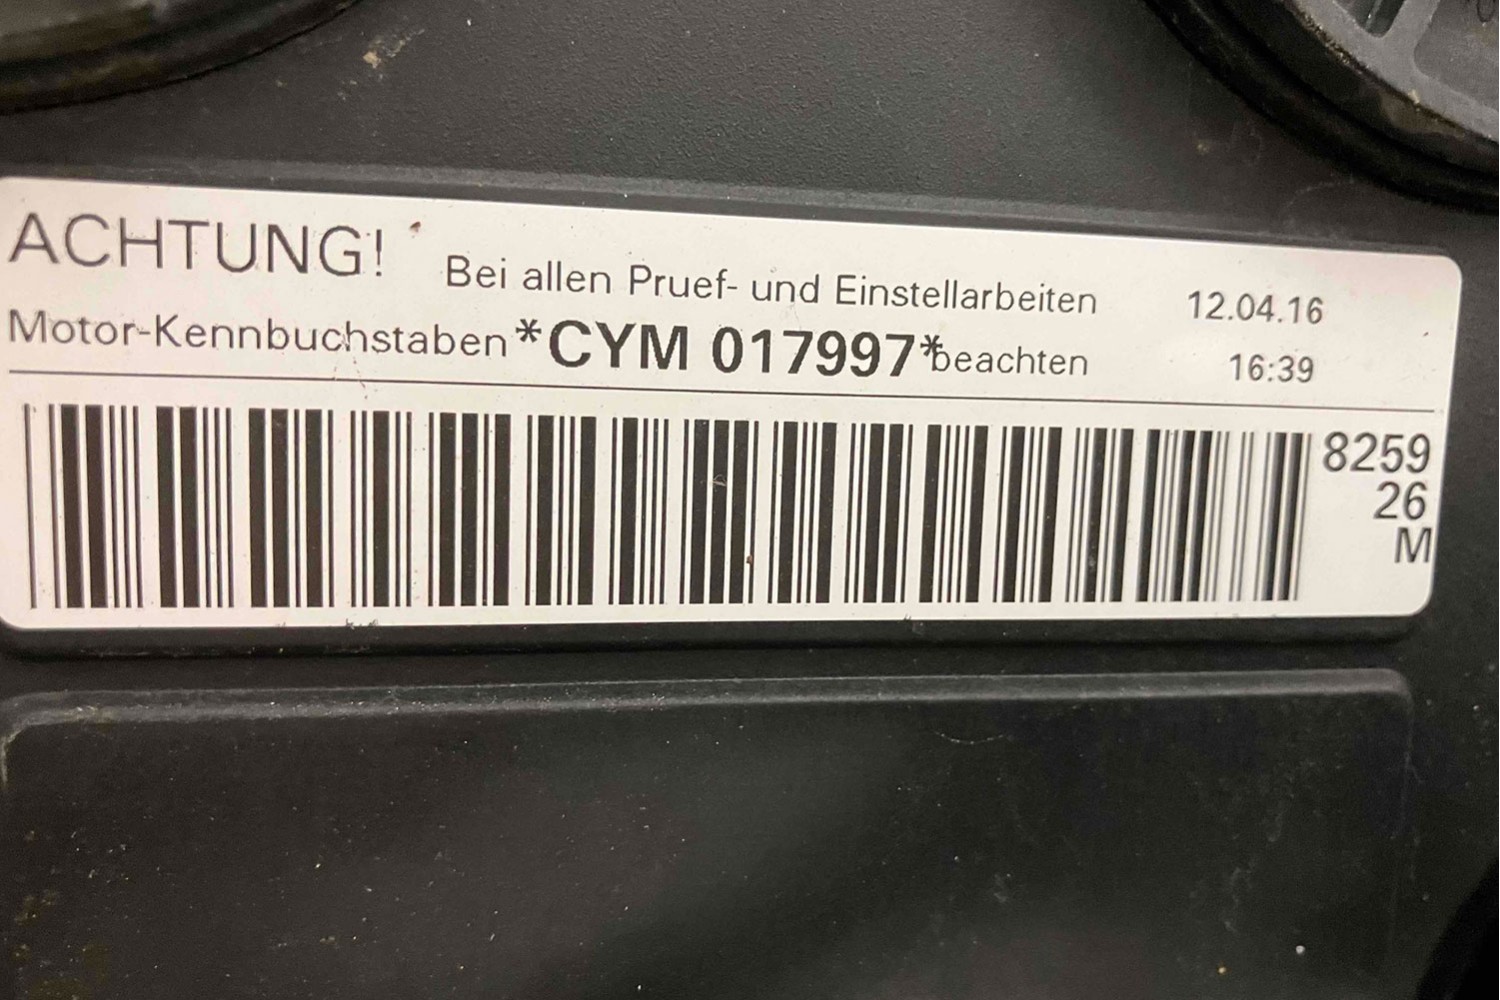 ACHTUNG! Bei allen Pruef- und Einstellarbeiten 12.04.16
Motor-Kennbuchstaben *CYM 017997* beachten 16:39
8259
26
M